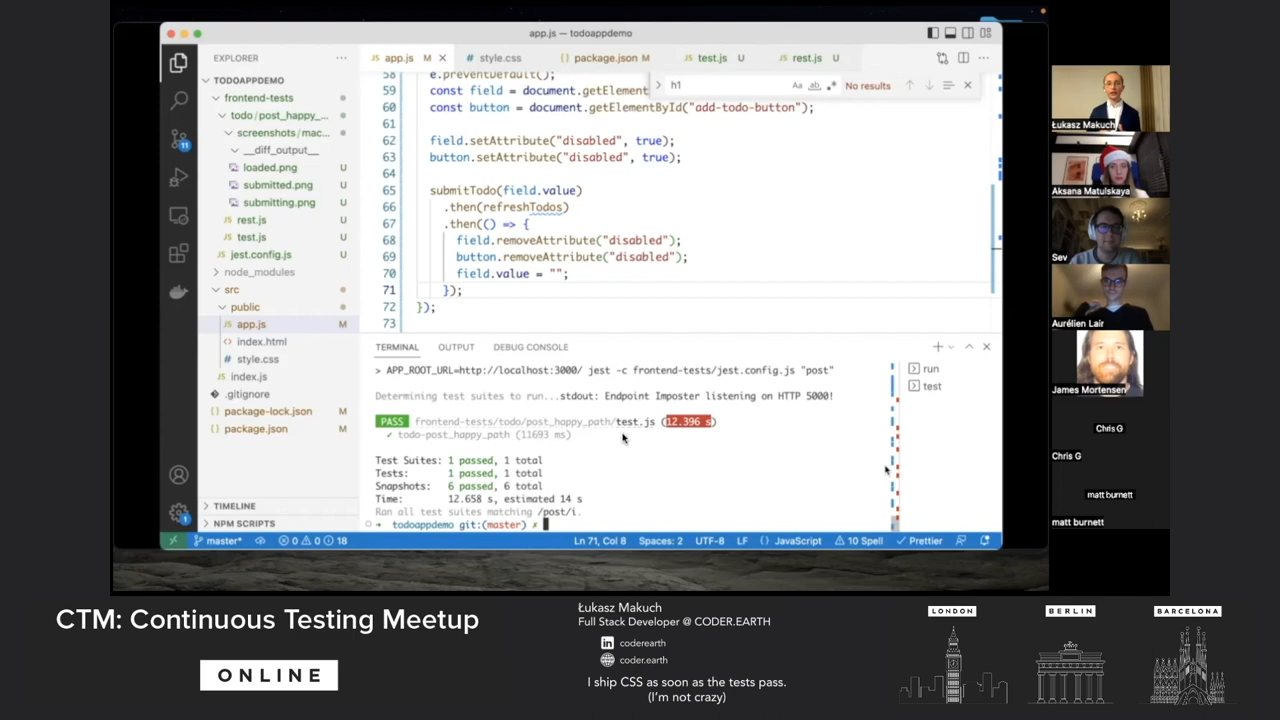 app.js — todoappdemo
EXPLORER
TODOAPPDEMO
frontend-tests
todo/post_happy_...
screenshots/mac...
__diff_output__
loaded.png U
submitted.png U
submitting.png U
rest.js U
test.js U
jest.config.js U
node_modules
src
public
app.js M
index.html
style.css
index.js
.gitignore
package-lock.json M
package.json M
TIMELINE
NPM SCRIPTS
11
1
app.js M
style.css
package.json M
test.js U
rest.js U
h1
Aa ab
No results
58 e.preventDefault();
59 const field = document.getElement
60 const button = document.getElementById("add-todo-button");
61
62 field.setAttribute("disabled", true);
63 button.setAttribute("disabled", true);
64
65 submitTodo(field.value)
66 .then(refreshTodos)
67 .then(() => {
68 field.removeAttribute("disabled");
69 button.removeAttribute("disabled");
70 field.value = "";
71 });
72 });
73
TERMINAL OUTPUT DEBUG CONSOLE
> APP_ROOT_URL=http://localhost:3000/ jest -c frontend-tests/jest.config.js "post"
Determining test suites to run...stdout: Endpoint Imposter listening on HTTP 5000!
PASS frontend-tests/todo/post_happy_path/test.js (12.396 s)
✓ todo-post_happy_path (11693 ms)
Test Suites: 1 passed, 1 total
Tests: 1 passed, 1 total
Snapshots: 6 passed, 6 total
Time: 12.658 s, estimated 14 s
Ran all test suites matching /post/i.
todoappdemo git:(master) ✗
run
test
master* 0 0 18
Ln 71, Col 8 Spaces: 2 UTF-8 LF {} JavaScript 10 Spell Prettier
Łukasz Makuch
Aksana Matulskaya
Sev
Aurélien Lair
James Mortensen
Chris G
Chris G
matt burnett
matt burnett
CTM: Continuous Testing Meetup
ONLINE
Łukasz Makuch
Full Stack Developer @ CODER.EARTH
in coderearth
coder.earth
I ship CSS as soon as the tests pass.
(I'm not crazy)
LONDON
BERLIN
BARCELONA